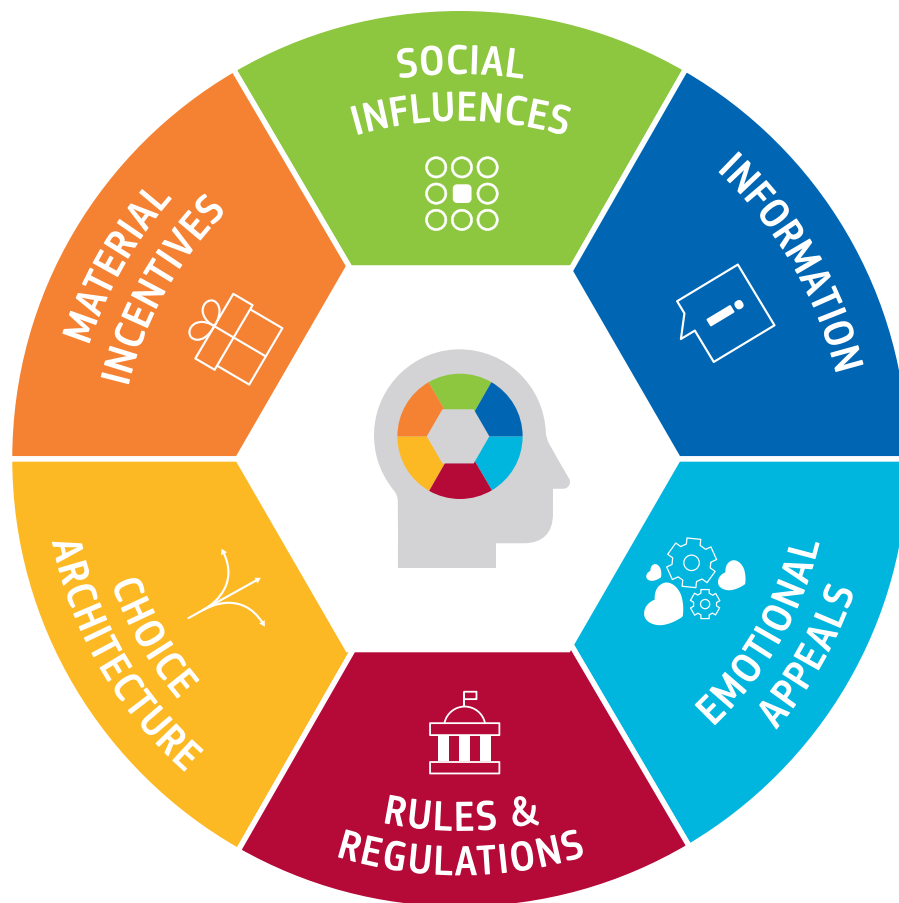 SOCIAL
INFLUENCES
INFORMATION
EMOTIONAL
APPEALS
RULES &
REGULATIONS
CHOICE
ARCHITECTURE
MATERIAL
INCENTIVES